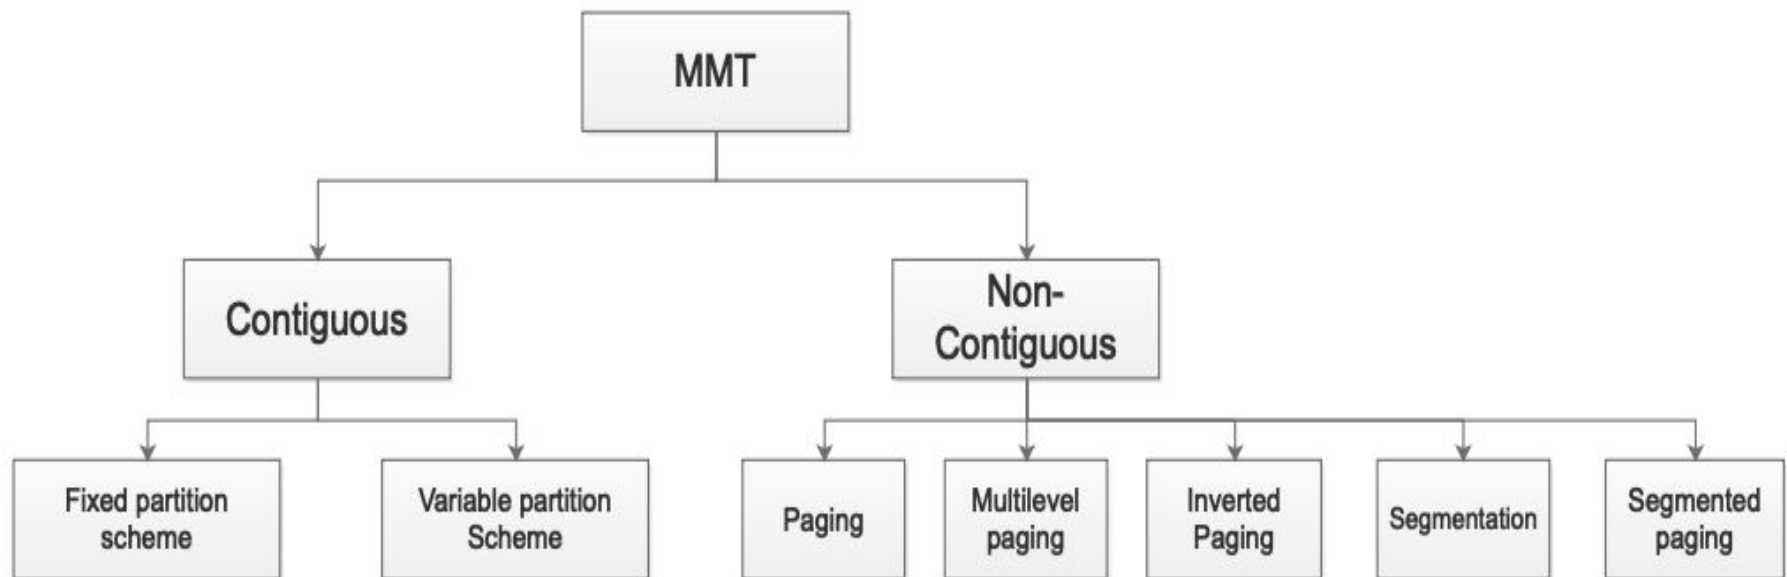 MMT
Contiguous
Non-
Contiguous
Fixed partition
scheme
Variable partition
Scheme
Paging
Multilevel
paging
Inverted
Paging
Segmentation
Segmented
paging